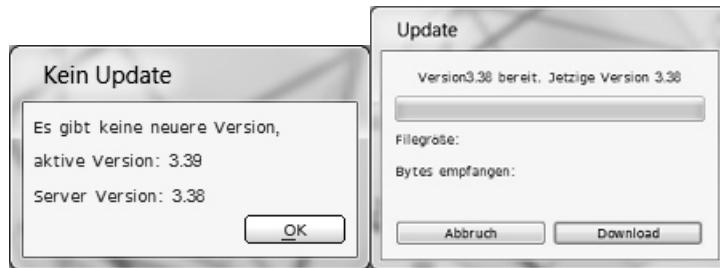 Kein Update
Es gibt keine neuere Version,
aktive Version: 3.39
Server Version: 3.38
OK
Update
Version3.38 bereit. Jetzige Version 3.38
Filegröße:
Bytes empfangen:
Abbruch
Download